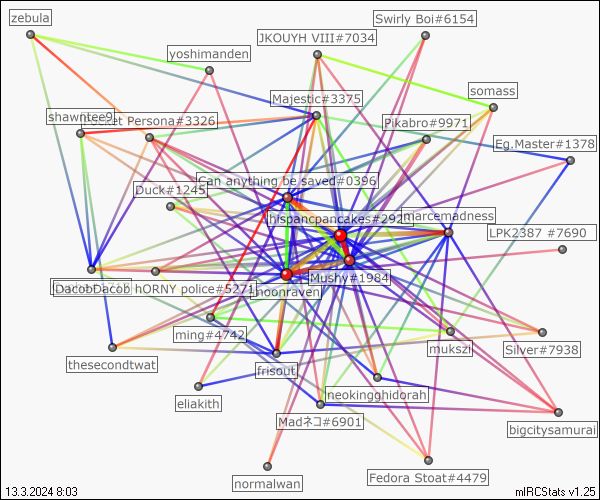 zebula
Swirly Boi#6154
JKOUYH VIII#7034
yoshimanden
somass
Majestic#3375
shawntee9
Pocket Persona#3326
Pikabro#9971
Eg.Master#1378
Can anything be saved#0396
Duck#1245
hispancpancakes#292
marcemadness
LPK2387 #7690
DacobDacob
hORNY police#5271
Mushy#1984
moonraven
ming#4742
mukszi
Silver#7938
thesecondtwat
frisout
eliakith
neokingghidorah
Madネコ#6901
bigcitysamurai
normalwan
Fedora Stoat#4479
13.3.2024 8:03
mIRCStats v1.25